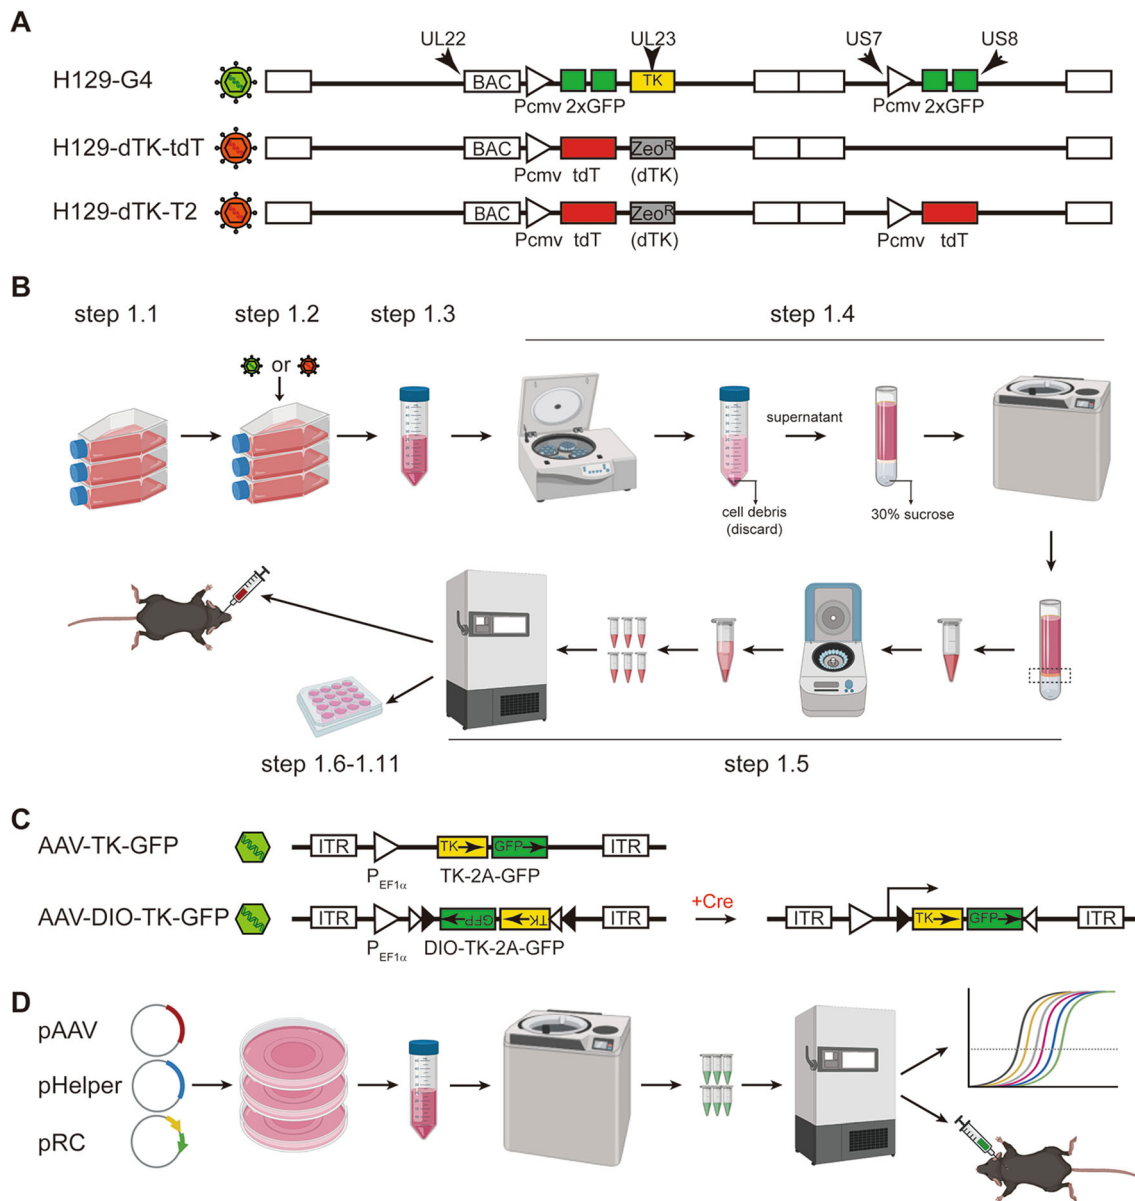 A
UL22 UL23 US7 US8
H129-G4 BAC TK
Pcmv 2xGFP Pcmv 2xGFP
H129-dTK-tdT BAC Zeoᴿ
Pcmv tdT (dTK)
H129-dTK-T2 BAC Zeoᴿ
Pcmv tdT (dTK) Pcmv tdT
B
step 1.1 step 1.2 step 1.3 step 1.4
or
supernatant
cell debris
(discard)
30% sucrose
step 1.6-1.11 step 1.5
C
AAV-TK-GFP ITR TK GFP ITR
PEF1α TK-2A-GFP
+Cre
AAV-DIO-TK-GFP ITR GFP TK ITR ITR TK GFP ITR
PEF1α DIO-TK-2A-GFP
D
pAAV
pHelper
pRC